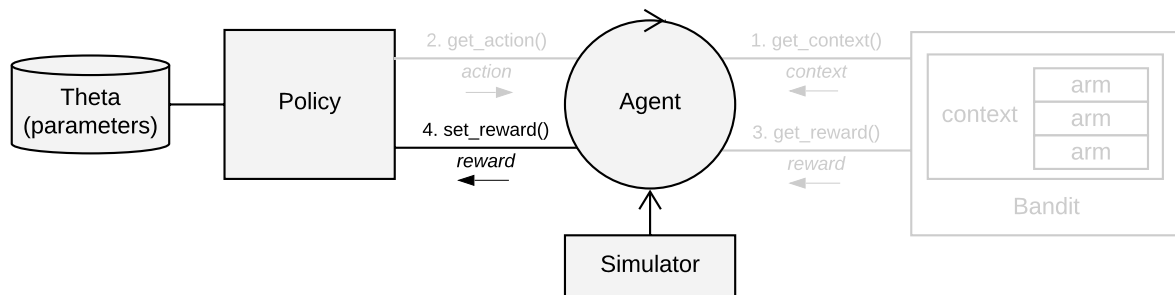 Theta
(parameters)
Policy
2. get_action()
action
4. set_reward()
reward
Agent
1. get_context()
context
3. get_reward()
reward
context
arm
arm
arm
Bandit
Simulator